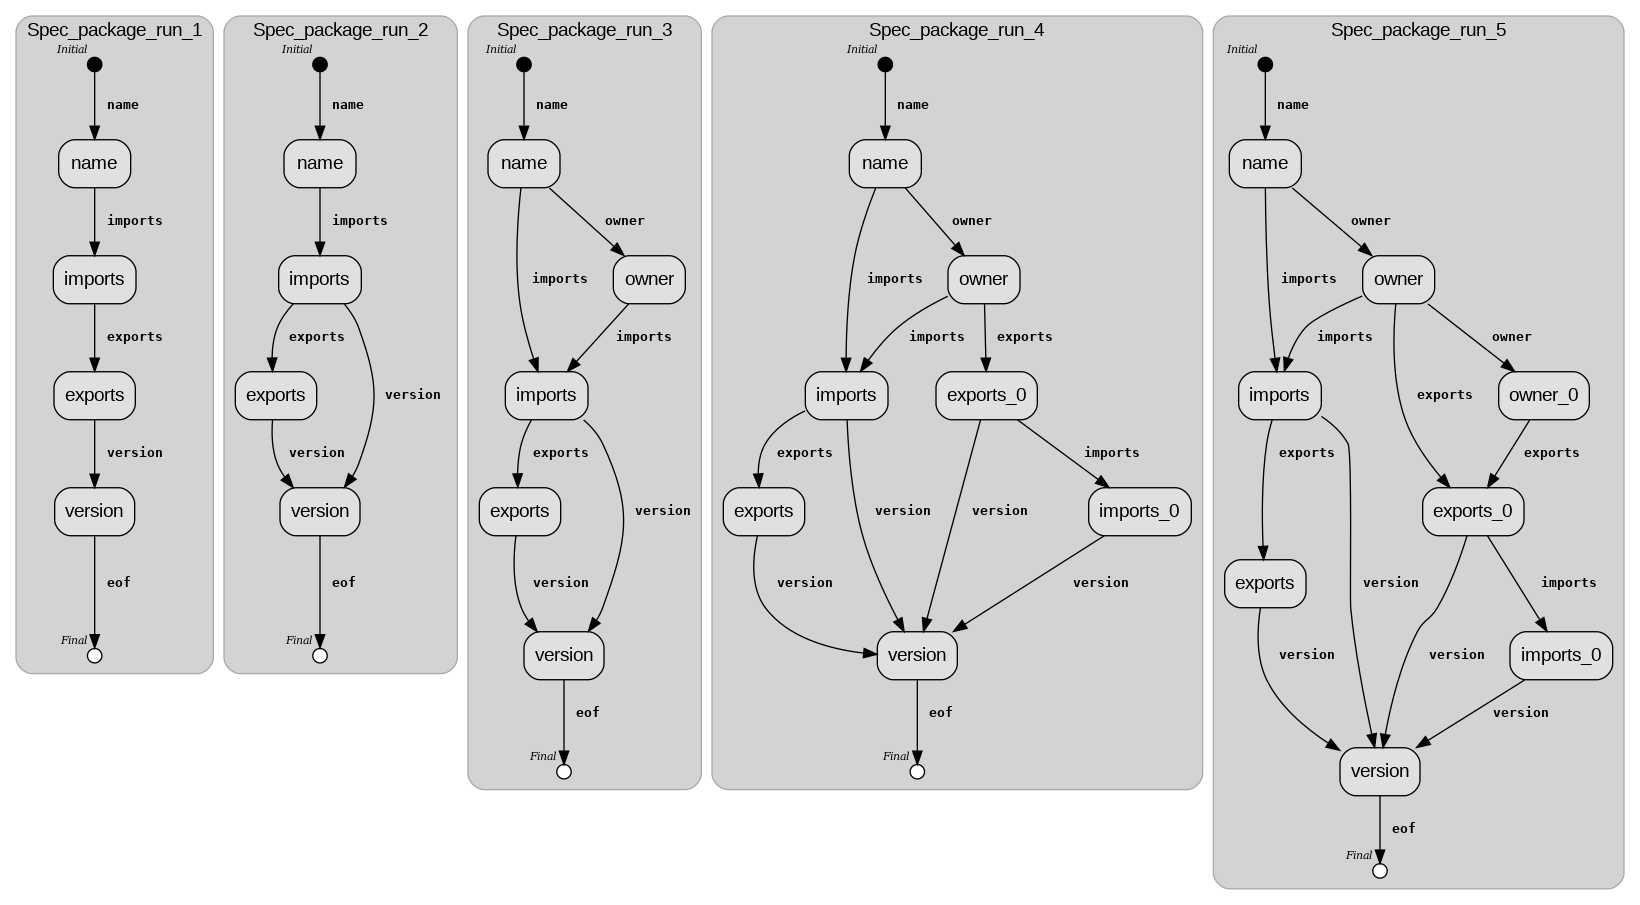 Spec_package_run_1
Initial
name
name
imports
imports
exports
exports
version
version
eof
Final
Spec_package_run_2
Initial
name
name
imports
imports
exports
exports
version
version
version
eof
Final
Spec_package_run_3
Initial
name
name
owner
imports
owner
imports
imports
exports
exports
version
version
version
eof
Final
Spec_package_run_4
Initial
name
name
owner
imports
owner
imports
exports
imports
exports_0
exports
imports
exports
version
version
imports_0
version
version
version
eof
Final
Spec_package_run_5
Initial
name
name
owner
imports
owner
imports
owner
imports
exports
owner_0
exports
exports
exports_0
exports
version
imports
version
version
imports_0
version
version
eof
Final